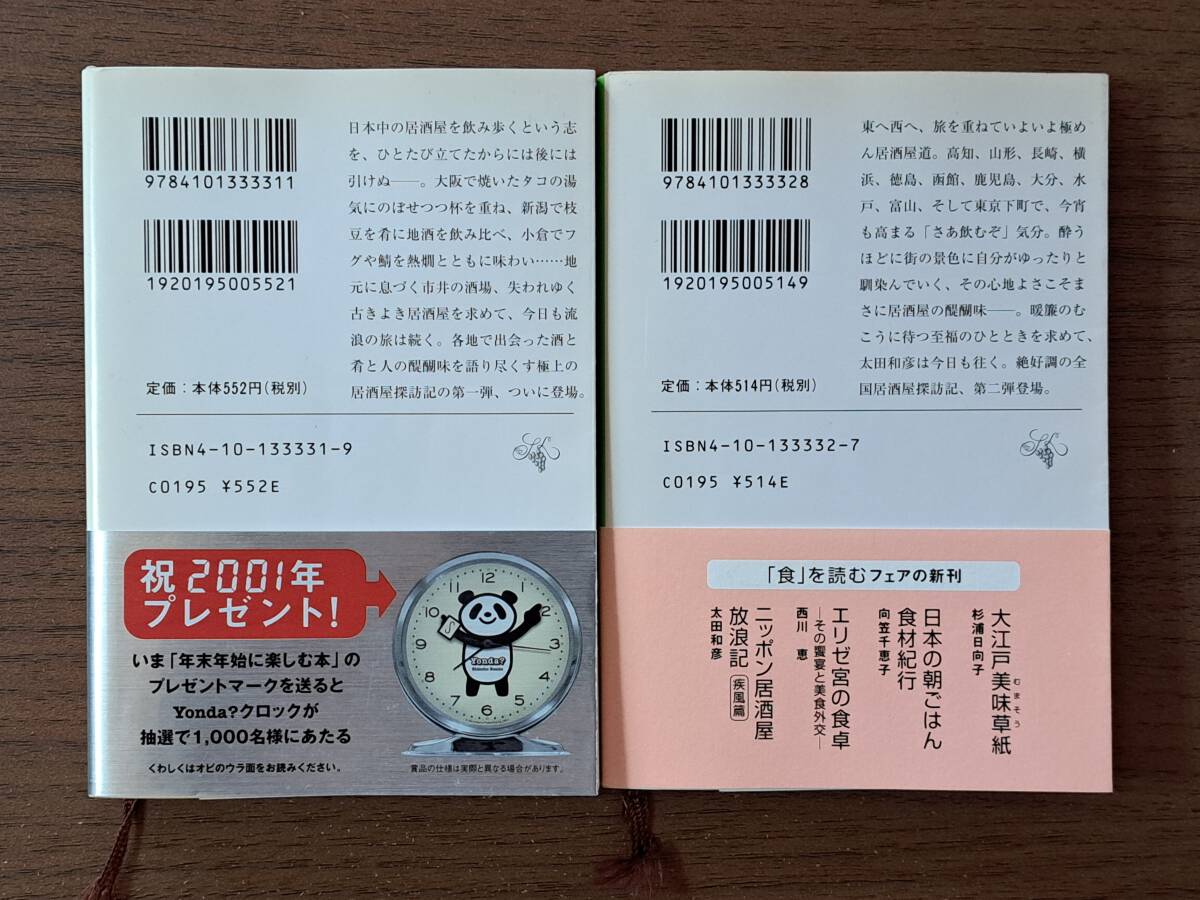 9784101333311
1920195005521
定価：本体552円(税別)
日本中の居酒屋を飲み歩くという志
を、ひとたび立てたからには後には
引けぬ――。大阪で焼いたタコの湯
気にのぼせつつ杯を重ね、新潟で枝
豆を肴に地酒を飲み比べ、小倉でフ
グや鯖を熱燗とともに味わい……地
元に息づく市井の酒場、失われゆく
古きよき居酒屋を求めて、今日も流
浪の旅は続く。各地で出会った酒と
肴と人の醍醐味を語り尽くす極上の
居酒屋探訪記の第一弾、ついに登場。
ISBN4-10-133331-9
C0195 ¥552E
祝2001年
プレゼント!
いま「年末年始に楽しむ本」の
プレゼントマークを送ると
Yonda?クロックが
抽選で1,000名様にあたる
くわしくはオビのウラ面をお読みください。
12
1
2
3
4
5
6
7
8
9
10
11
Yonda?
賞品の仕様は実際と異なる場合があります。
9784101333328
1920195005149
定価：本体514円(税別)
東へ西へ、旅を重ねていよいよ極め
ん居酒屋道。高知、山形、長崎、横
浜、徳島、函館、鹿児島、大分、水
戸、富山、そして東京下町で、今宵
も高まる「さあ飲むぞ」気分。酔う
ほどに街の景色に自分がゆったりと
馴染んでいく、その心地よさこそま
さに居酒屋の醍醐味――。暖簾のむ
こうに待つ至福のひとときを求めて、
太田和彦は今日も往く。絶好調の全
国居酒屋探訪記、第二弾登場。
ISBN4-10-133332-7
C0195 ¥514E
「食」を読むフェアの新刊
大江戸美味草紙
むまそう
杉浦日向子
日本の朝ごはん
食材紀行
向笠千恵子
エリゼ宮の食卓
―その饗宴と美食外交―
西川 恵
ニッポン居酒屋
放浪記 疾風篇
太田和彦